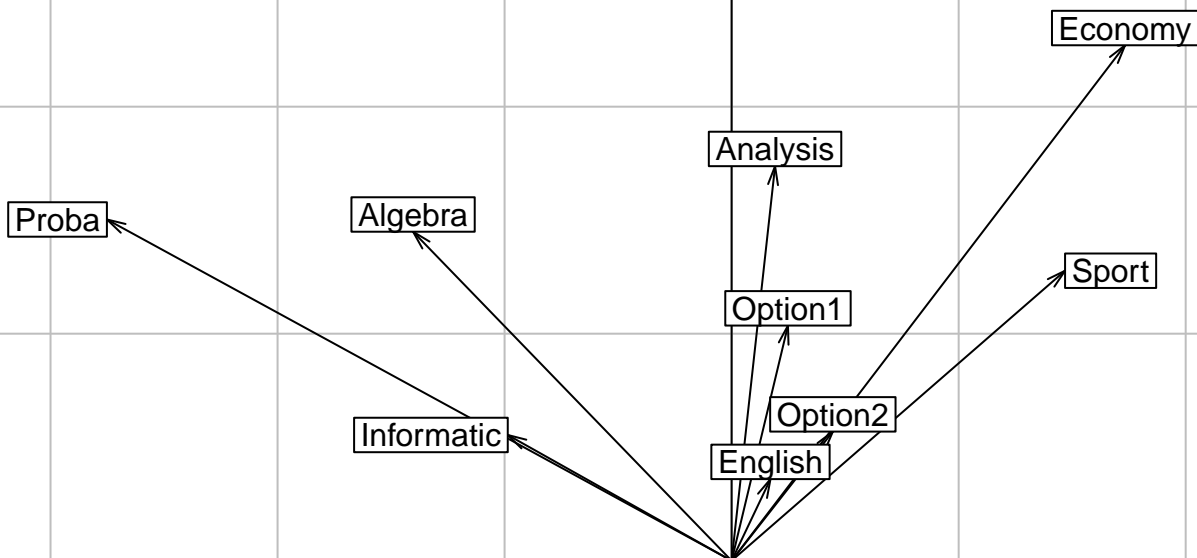 Economy
Analysis
Proba
Algebra
Sport
Option1
Option2
Informatic
English